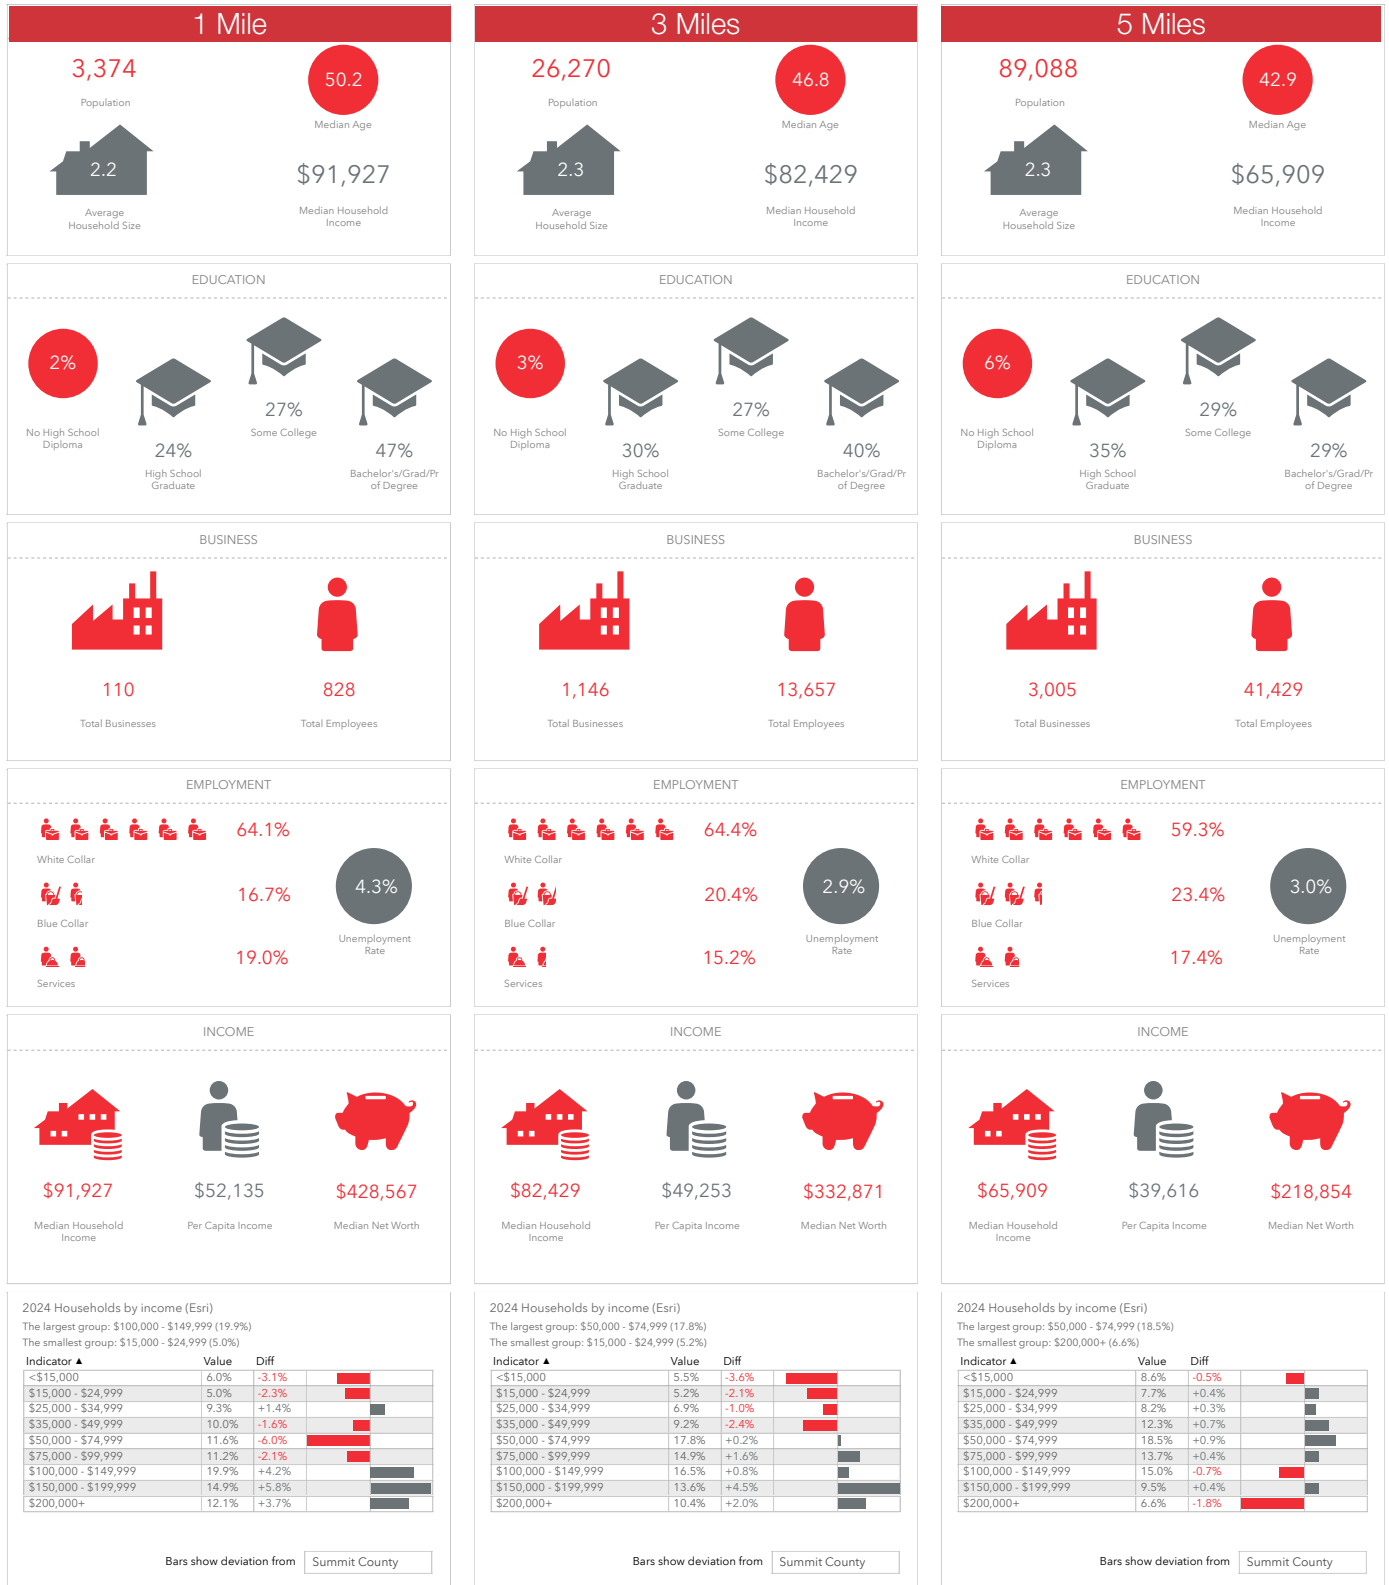 1 Mile
3,374
Population
50.2
Median Age
2.2
Average
Household Size
$91,927
Median Household
Income
EDUCATION
2%
No High School
Diploma
24%
High School
Graduate
27%
Some College
47%
Bachelor's/Grad/Pr
of Degree
BUSINESS
110
Total Businesses
828
Total Employees
EMPLOYMENT
64.1%
White Collar
16.7%
Blue Collar
19.0%
Services
4.3%
Unemployment
Rate
INCOME
$91,927
Median Household
Income
$52,135
Per Capita Income
$428,567
Median Net Worth
2024 Households by income (Esri)
The largest group: $100,000 - $149,999 (19.9%)
The smallest group: $15,000 - $24,999 (5.0%)
Indicator ▲ Value Diff
<$15,000 6.0% -3.1%
$15,000 - $24,999 5.0% -2.3%
$25,000 - $34,999 9.3% +1.4%
$35,000 - $49,999 10.0% -1.6%
$50,000 - $74,999 11.6% -6.0%
$75,000 - $99,999 11.2% -2.1%
$100,000 - $149,999 19.9% +4.2%
$150,000 - $199,999 14.9% +5.8%
$200,000+ 12.1% +3.7%
Bars show deviation from Summit County
3 Miles
26,270
Population
46.8
Median Age
2.3
Average
Household Size
$82,429
Median Household
Income
EDUCATION
3%
No High School
Diploma
30%
High School
Graduate
27%
Some College
40%
Bachelor's/Grad/Pr
of Degree
BUSINESS
1,146
Total Businesses
13,657
Total Employees
EMPLOYMENT
64.4%
White Collar
20.4%
Blue Collar
15.2%
Services
2.9%
Unemployment
Rate
INCOME
$82,429
Median Household
Income
$49,253
Per Capita Income
$332,871
Median Net Worth
2024 Households by income (Esri)
The largest group: $50,000 - $74,999 (17.8%)
The smallest group: $15,000 - $24,999 (5.2%)
Indicator ▲ Value Diff
<$15,000 5.5% -3.6%
$15,000 - $24,999 5.2% -2.1%
$25,000 - $34,999 6.9% -1.0%
$35,000 - $49,999 9.2% -2.4%
$50,000 - $74,999 17.8% +0.2%
$75,000 - $99,999 14.9% +1.6%
$100,000 - $149,999 16.5% +0.8%
$150,000 - $199,999 13.6% +4.5%
$200,000+ 10.4% +2.0%
Bars show deviation from Summit County
5 Miles
89,088
Population
42.9
Median Age
2.3
Average
Household Size
$65,909
Median Household
Income
EDUCATION
6%
No High School
Diploma
35%
High School
Graduate
29%
Some College
29%
Bachelor's/Grad/Pr
of Degree
BUSINESS
3,005
Total Businesses
41,429
Total Employees
EMPLOYMENT
59.3%
White Collar
23.4%
Blue Collar
17.4%
Services
3.0%
Unemployment
Rate
INCOME
$65,909
Median Household
Income
$39,616
Per Capita Income
$218,854
Median Net Worth
2024 Households by income (Esri)
The largest group: $50,000 - $74,999 (18.5%)
The smallest group: $200,000+ (6.6%)
Indicator ▲ Value Diff
<$15,000 8.6% -0.5%
$15,000 - $24,999 7.7% +0.4%
$25,000 - $34,999 8.2% +0.3%
$35,000 - $49,999 12.3% +0.7%
$50,000 - $74,999 18.5% +0.9%
$75,000 - $99,999 13.7% +0.4%
$100,000 - $149,999 15.0% -0.7%
$150,000 - $199,999 9.5% +0.4%
$200,000+ 6.6% -1.8%
Bars show deviation from Summit County